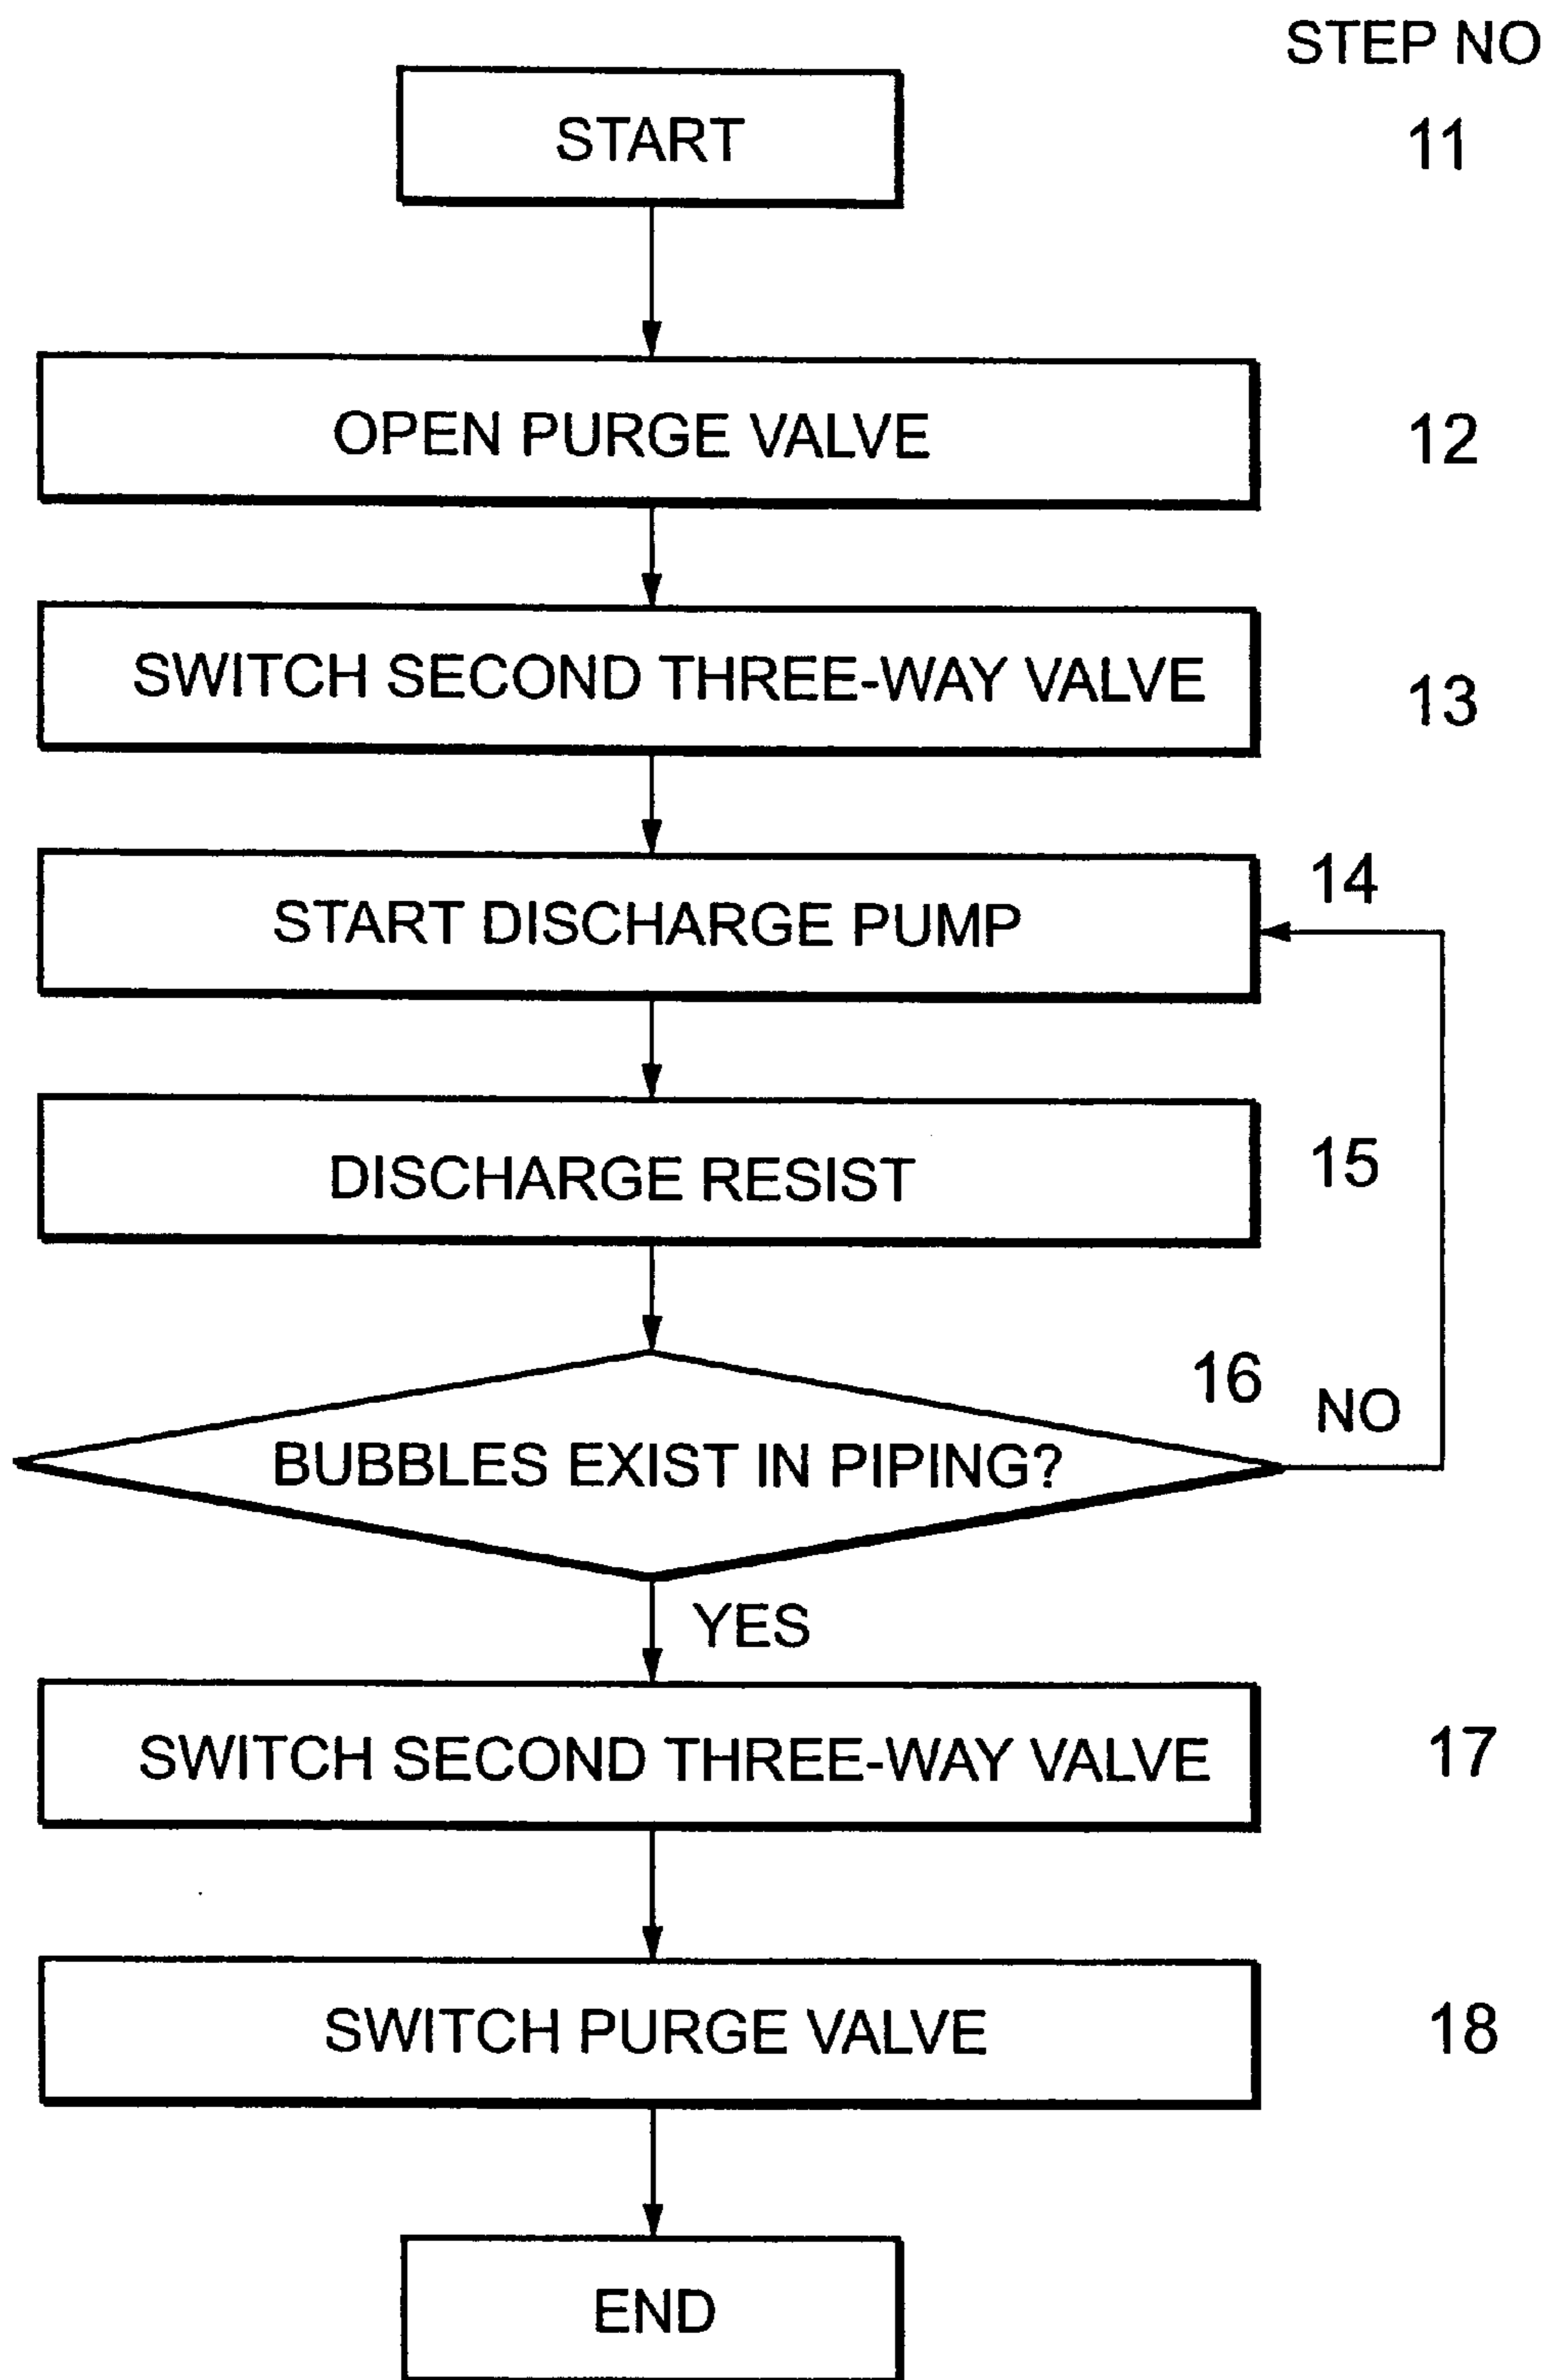 STEP NO
START
11
OPEN PURGE VALVE
12
SWITCH SECOND THREE-WAY VALVE
13
START DISCHARGE PUMP
14
DISCHARGE RESIST
15
16
NO
BUBBLES EXIST IN PIPING?
YES
SWITCH SECOND THREE-WAY VALVE
17
SWITCH PURGE VALVE
18
END